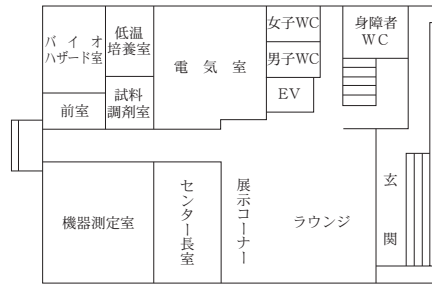 バイオ
ハザード室
低温
培養室
電気室
女子WC
男子WC
EV
身障者
WC
前室
試料
調剤室
機器測定室
センター長室
展示コーナー
ラウンジ
玄関